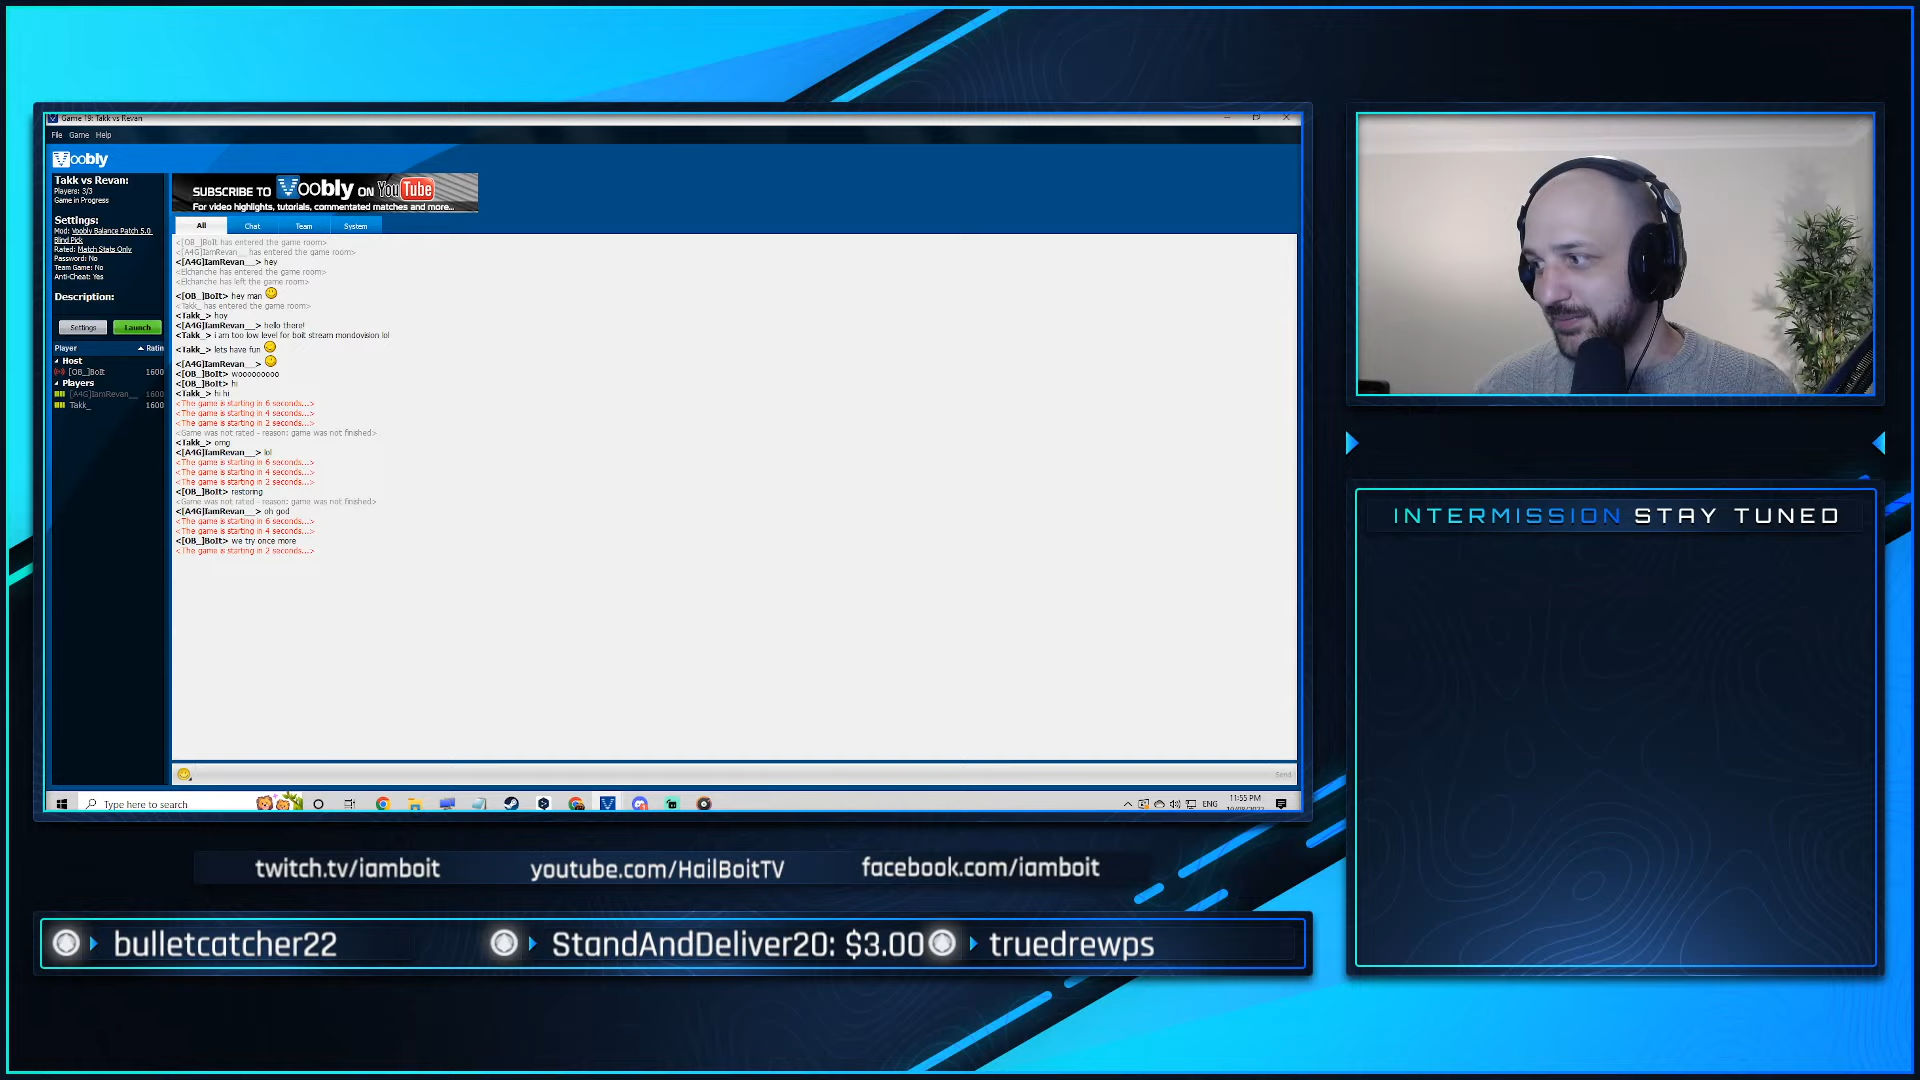 Game 19: Takk vs Revan
File Game Help
Voobly
Takk vs Revan:
Players: 3/3
Game in Progress
Settings:
Mod: Voobly Balance Patch 5.0
Blind Pick
Rated: Match Stats Only
Password: No
Team Game: No
Anti-Cheat: Yes
Description:
Settings Launch
Player Ratin
Host
[OB_]BoIt 1600
Players
[A4G]IamRevan__ 1600
Takk_ 1600
SUBSCRIBE TO Voobly ON YouTube
For video highlights, tutorials, commentated matches and more...
All Chat Team System
<[OB_]BoIt has entered the game room>
<[A4G]IamRevan__ has entered the game room>
<[A4G]IamRevan__> hey
<Elchanche has entered the game room>
<Elchanche has left the game room>
<[OB_]BoIt> hey man
<Takk_ has entered the game room>
<Takk_> hoy
<[A4G]IamRevan__> hello there!
<Takk_> i am too low level for boit stream mondovision lol
<Takk_> lets have fun
<[A4G]IamRevan__>
<[OB_]BoIt> wooooooooo
<[OB_]BoIt> hi
<Takk_> hi hi
<The game is starting in 6 seconds...>
<The game is starting in 4 seconds...>
<The game is starting in 2 seconds...>
<Game was not rated - reason: game was not finished>
<Takk_> omg
<[A4G]IamRevan__> lol
<The game is starting in 6 seconds...>
<The game is starting in 4 seconds...>
<The game is starting in 2 seconds...>
<[OB_]BoIt> restoring
<Game was not rated - reason: game was not finished>
<[A4G]IamRevan__> oh god
<The game is starting in 6 seconds...>
<The game is starting in 4 seconds...>
<[OB_]BoIt> we try once more
<The game is starting in 2 seconds...>
Send
Type here to search
ENG
11:55 PM
INTERMISSION STAY TUNED
twitch.tv/iamboit youtube.com/HailBoitTV facebook.com/iamboit
bulletcatcher22 StandAndDeliver20: $3.00 truedrewps